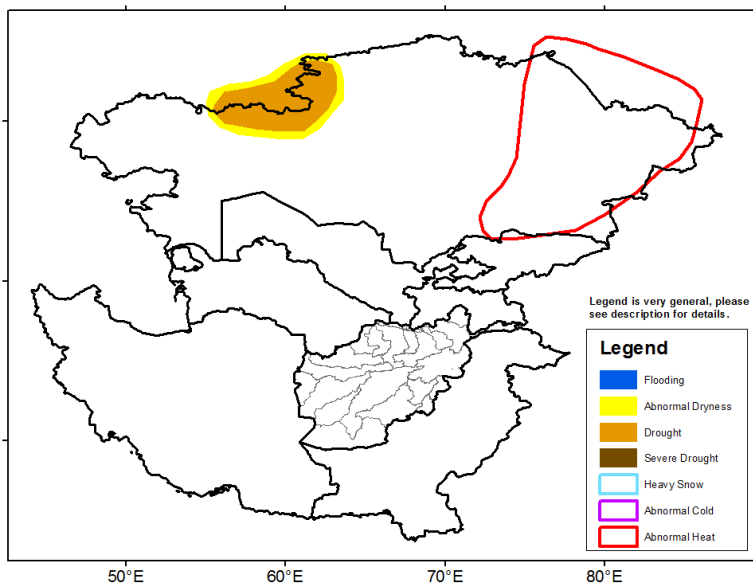 Legend is very general, please
see description for details.
Legend
Flooding
Abnormal Dryness
Drought
Severe Drought
Heavy Snow
Abnormal Cold
Abnormal Heat
50°E 60°E 70°E 80°E